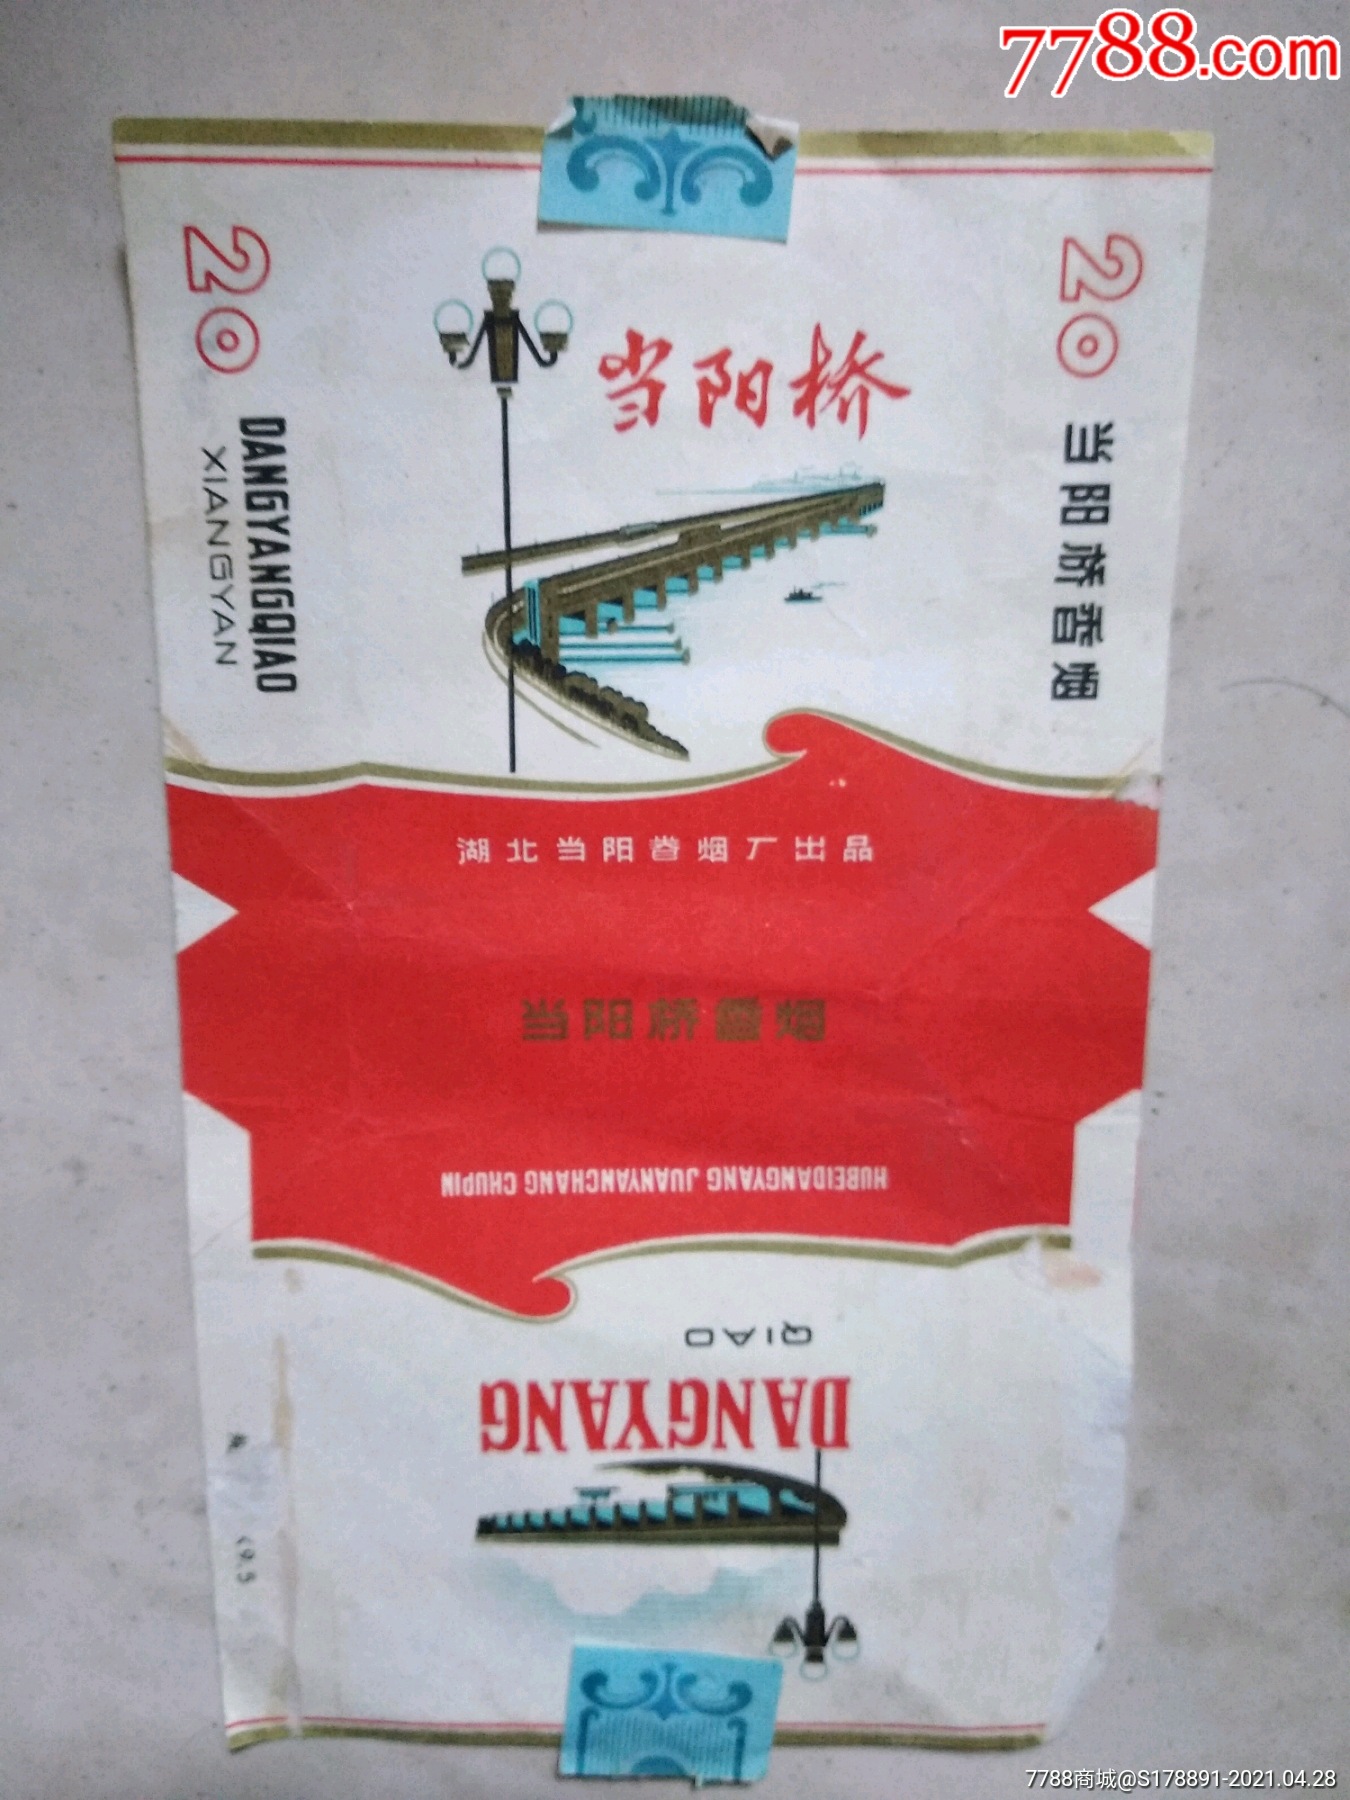 7788.com
20
DANGYANGQIAO
XIANGYAN
当阳桥
20
当阳桥香烟
湖北当阳卷烟厂出品
当阳桥香烟
HUBEIDANGYANG JUANYANCHANG CHUPIN
QIAO
DANGYANG
7788商城@S178891-2021.04.28